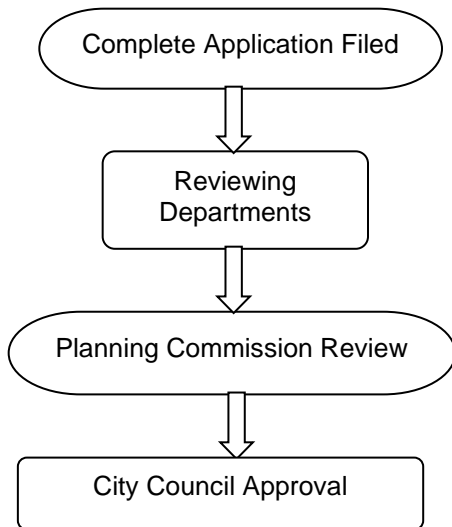 Complete Application Filed
Reviewing
Departments
Planning Commission Review
City Council Approval